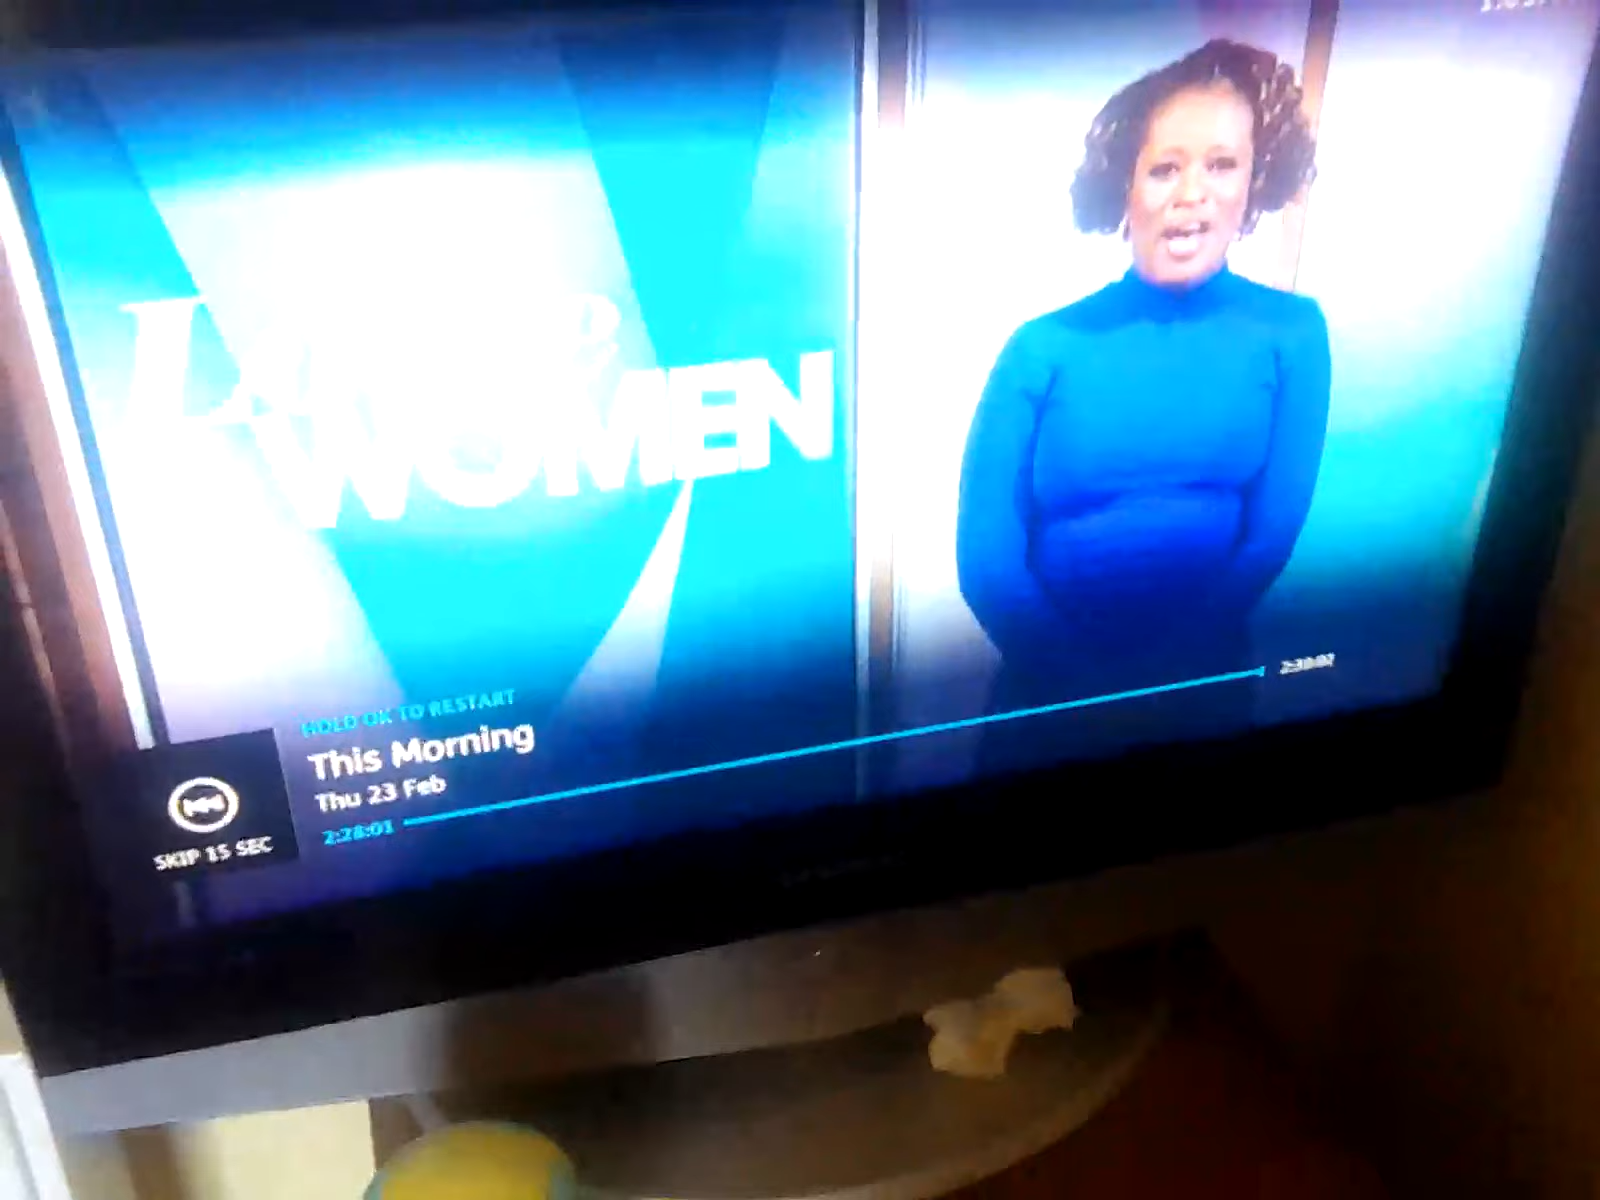 WOMEN
HOLD OK TO RESTART
This Morning
Thu 23 Feb
2:28:01
SKIP 15 SEC